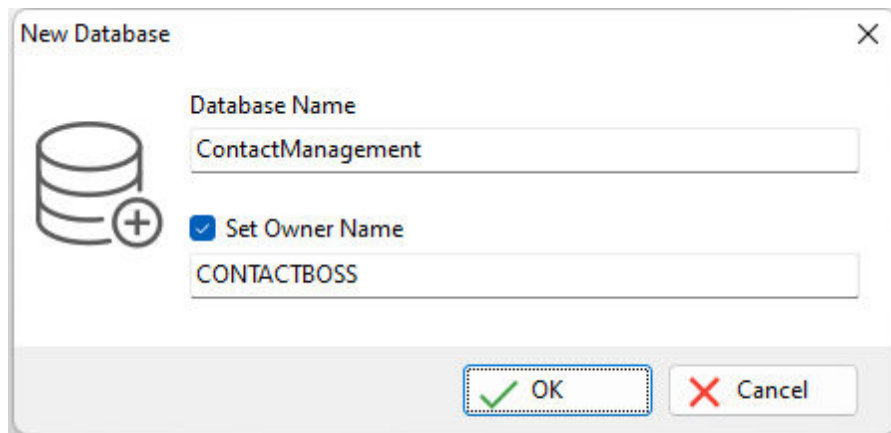 New Database
Database Name
ContactManagement
Set Owner Name
CONTACTBOSS
OK
Cancel